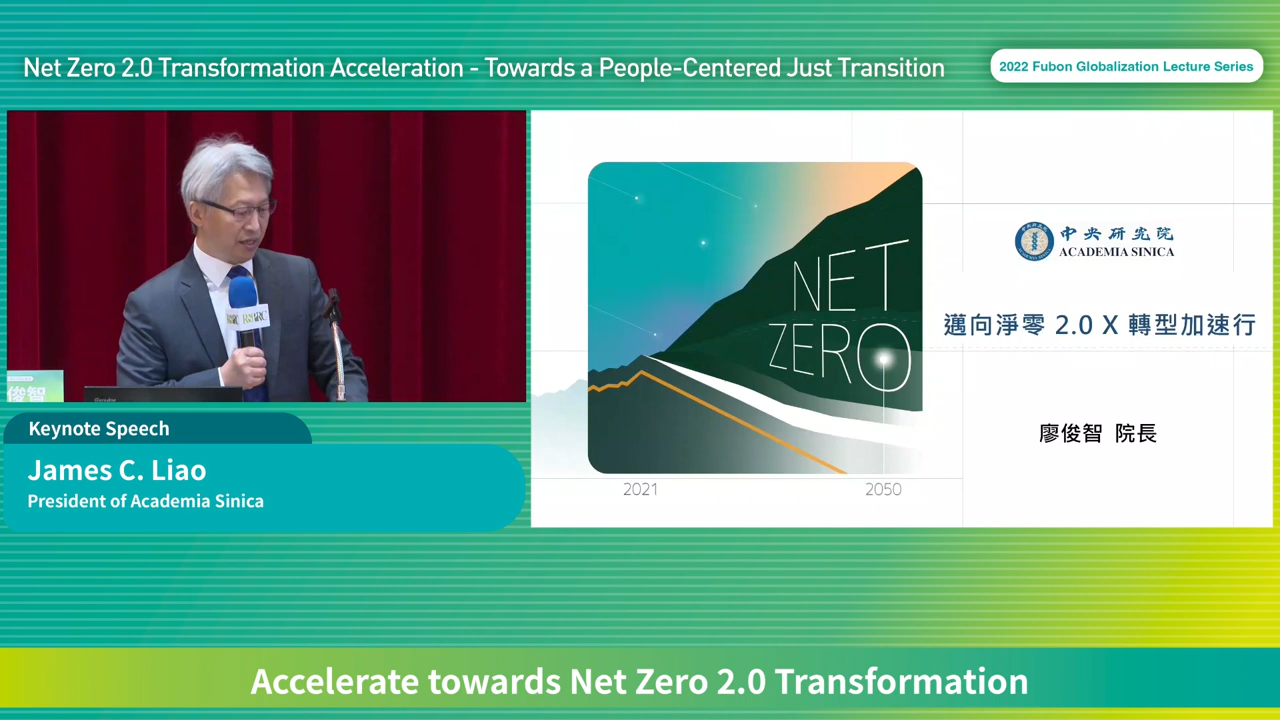 Net Zero 2.0 Transformation Acceleration - Towards a People-Centered Just Transition
2022 Fubon Globalization Lecture Series
俊智
Keynote Speech
James C. Liao
President of Academia Sinica
NET
ZERO
2021
2050
中央研究院
ACADEMIA SINICA
邁向淨零 2.0 X 轉型加速行
廖俊智 院長
Accelerate towards Net Zero 2.0 Transformation